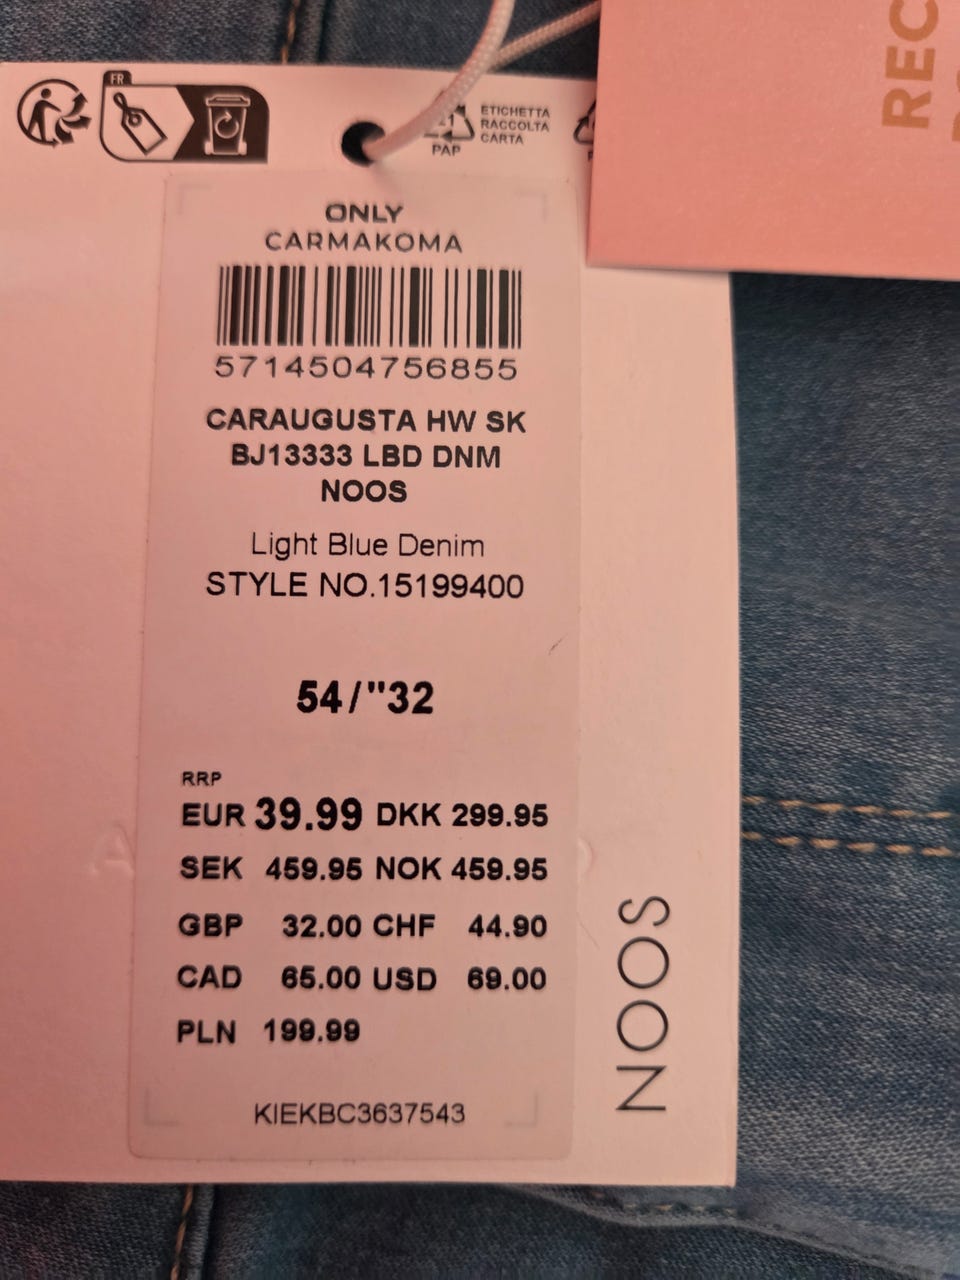 FR
21
PAP
ETICHETTA
RACCOLTA
CARTA
REC
ONLY
CARMAKOMA
5714504756855
CARAUGUSTA HW SK
BJ13333 LBD DNM
NOOS
Light Blue Denim
STYLE NO.15199400
54/"32
RRP
EUR 39.99 DKK 299.95
SEK 459.95 NOK 459.95
GBP 32.00 CHF 44.90
CAD 65.00 USD 69.00
PLN 199.99
KIEKBC3637543
NOOS